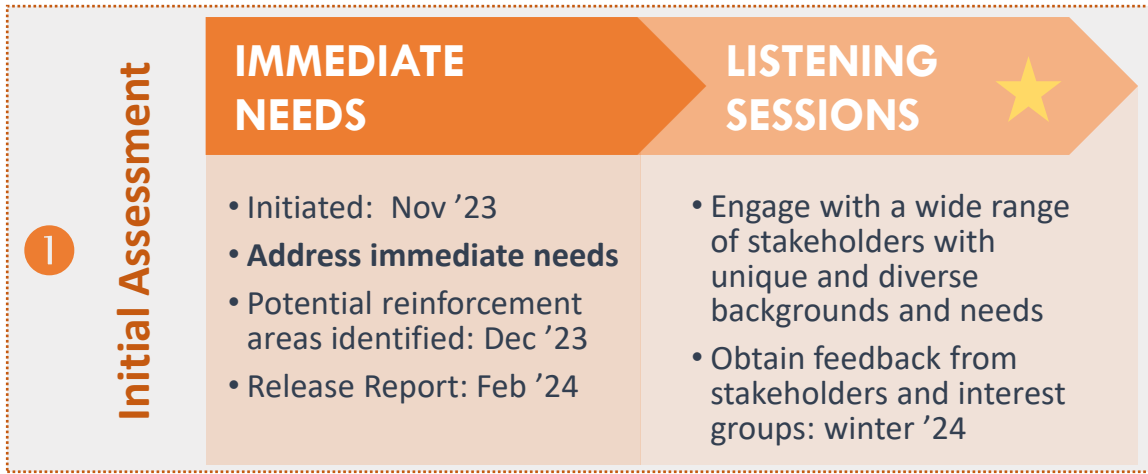 ❶
Initial Assessment
IMMEDIATE
NEEDS
• Initiated: Nov ’23
• Address immediate needs
• Potential reinforcement
areas identified: Dec ’23
• Release Report: Feb ’24
LISTENING
SESSIONS
• Engage with a wide range
of stakeholders with
unique and diverse
backgrounds and needs
• Obtain feedback from
stakeholders and interest
groups: winter ’24